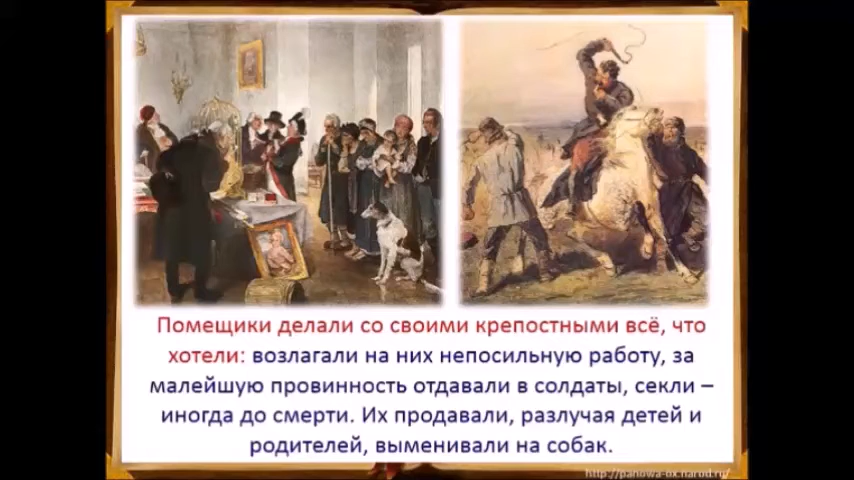 Помещики делали со своими крепостными всё, что
хотели: возлагали на них непосильную работу, за
малейшую провинность отдавали в солдаты, секли –
иногда до смерти. Их продавали, разлучая детей и
родителей, выменивали на собак.
http://panowa-ox.narod.ru/